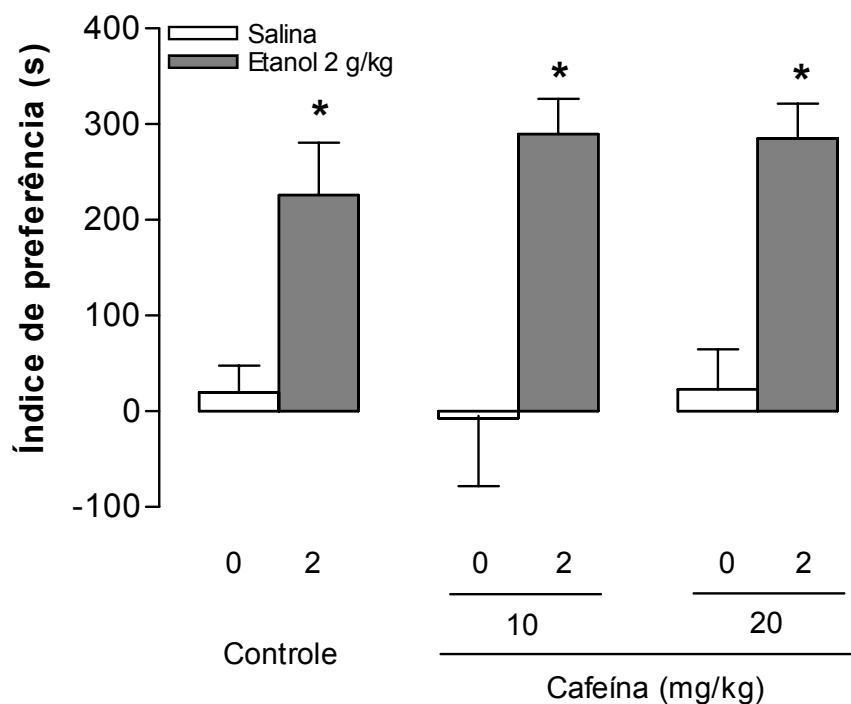 Índice de preferência (s)
400
300
200
100
0
-100
Salina
Etanol 2 g/kg
*
*
*
0 2 0 2 0 2
10 20
Controle
Cafeína (mg/kg)